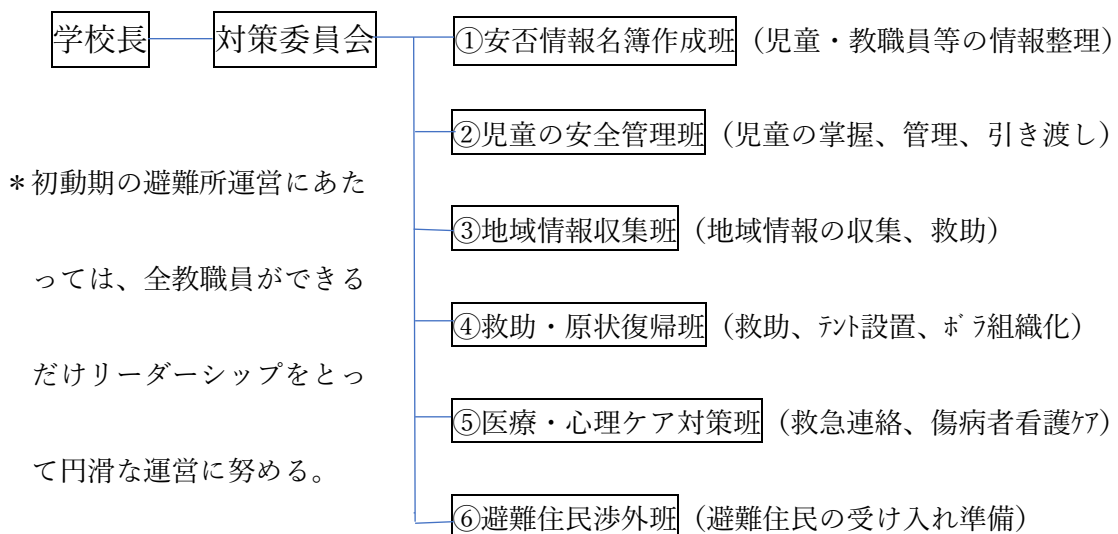 学校長 対策委員会 ①安否情報名簿作成班(児童・教職員等の情報整理)
②児童の安全管理班(児童の掌握、管理、引き渡し)
③地域情報収集班(地域情報の収集、救助)
④救助・原状復帰班(救助、ﾃﾝﾄ設置、ﾎﾞﾗ組織化)
⑤医療・心理ケア対策班(救急連絡、傷病者看護ｹｱ)
⑥避難住民渉外班(避難住民の受け入れ準備)
＊初動期の避難所運営にあた
っては、全教職員ができる
だけリーダーシップをとっ
て円滑な運営に努める。